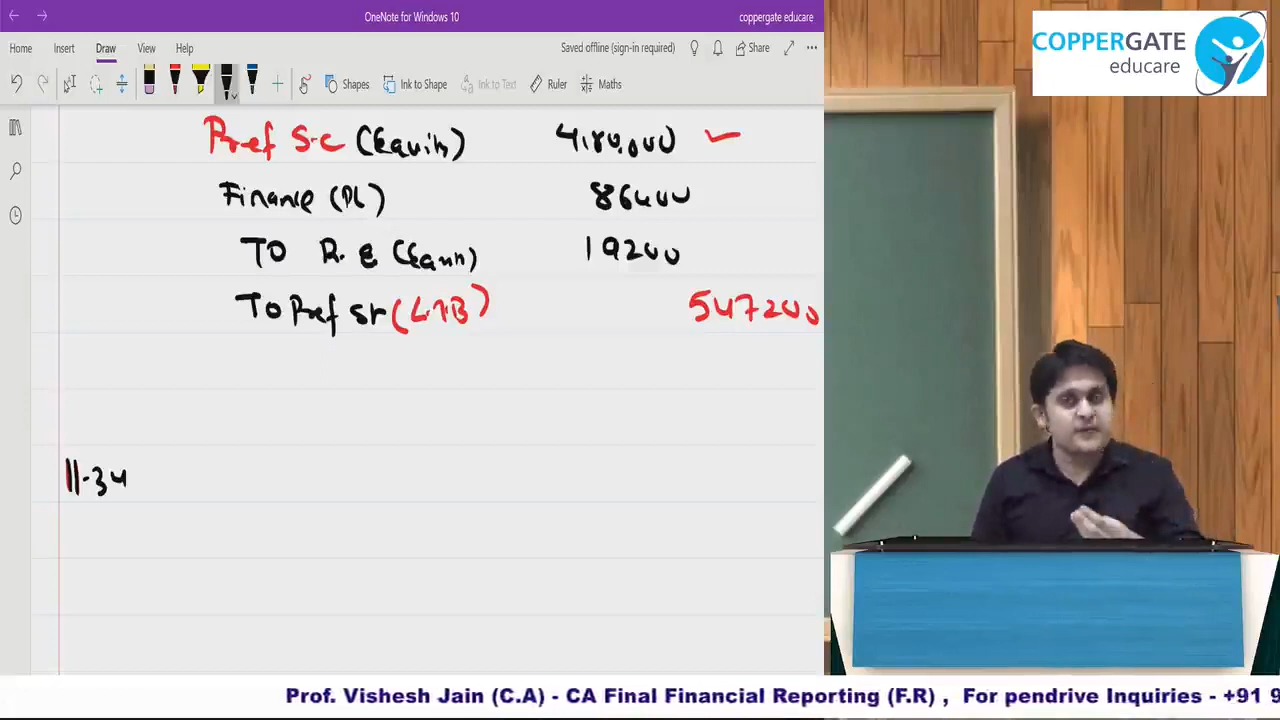 OneNote for Windows 10
coppergate educare
Home Insert Draw View Help
Saved offline (sign-in required)
Share
Shapes
Ink to Shape
Ink to Text
Ruler
Maths
COPPERGATE
educare
Pref S.C (Equity) 4,80,000
Finance (PL) 86400
TO R.E (Equity) 19200
To Pref Sr (L.T.B) 547200
11.34
Prof. Vishesh Jain (C.A) - CA Final Financial Reporting (F.R) , For pendrive Inquiries - +91 9